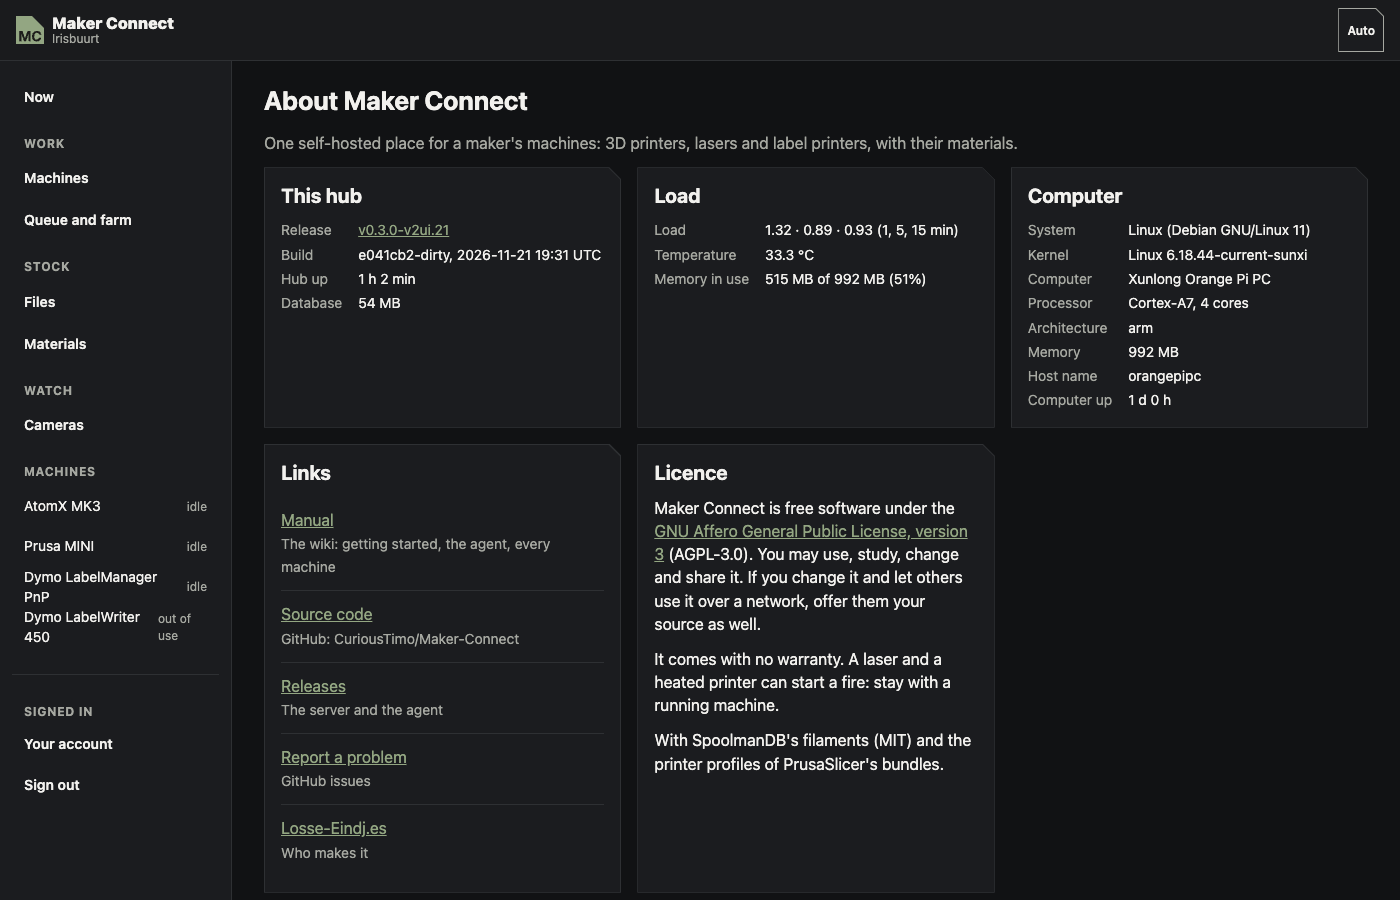 MC
Maker Connect
Irisbuurt
Auto
Now
WORK
Machines
Queue and farm
STOCK
Files
Materials
WATCH
Cameras
MACHINES
AtomX MK3 idle
Prusa MINI idle
Dymo LabelManager PnP idle
Dymo LabelWriter 450 out of use
SIGNED IN
Your account
Sign out
About Maker Connect
One self-hosted place for a maker's machines: 3D printers, lasers and label printers, with their materials.
This hub
Release v0.3.0-v2ui.21
Build e041cb2-dirty, 2026-11-21 19:31 UTC
Hub up 1 h 2 min
Database 54 MB
Load
Load 1.32 · 0.89 · 0.93 (1, 5, 15 min)
Temperature 33.3 °C
Memory in use 515 MB of 992 MB (51%)
Computer
System Linux (Debian GNU/Linux 11)
Kernel Linux 6.18.44-current-sunxi
Computer Xunlong Orange Pi PC
Processor Cortex-A7, 4 cores
Architecture arm
Memory 992 MB
Host name orangepipc
Computer up 1 d 0 h
Links
Manual
The wiki: getting started, the agent, every
machine
Source code
GitHub: CuriousTimo/Maker-Connect
Releases
The server and the agent
Report a problem
GitHub issues
Losse-Eindj.es
Who makes it
Licence
Maker Connect is free software under the
GNU Affero General Public License, version
3 (AGPL-3.0). You may use, study, change
and share it. If you change it and let others
use it over a network, offer them your
source as well.
It comes with no warranty. A laser and a
heated printer can start a fire: stay with a
running machine.
With SpoolmanDB's filaments (MIT) and the
printer profiles of PrusaSlicer's bundles.